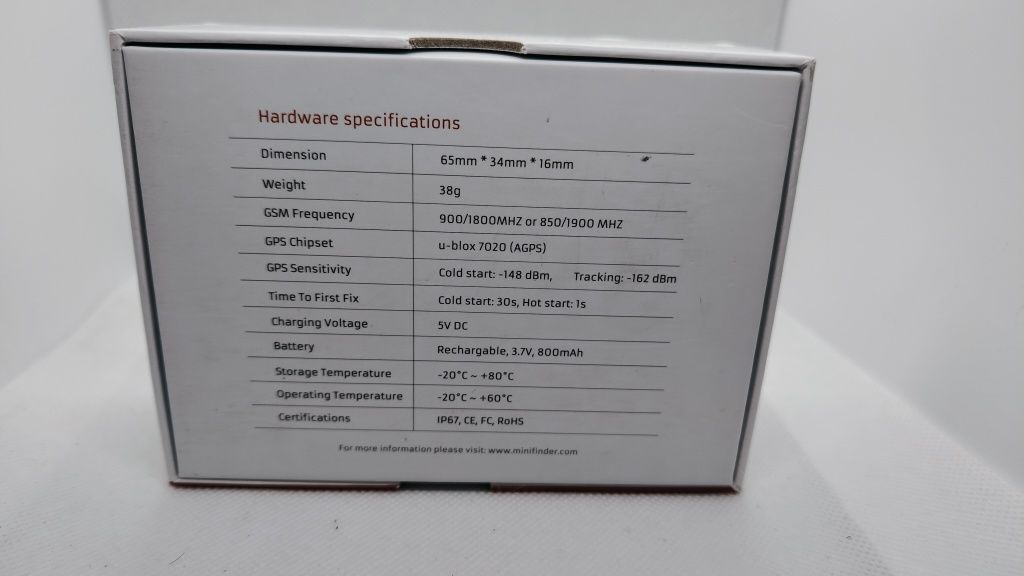 Hardware specifications
Dimension 65mm * 34mm * 16mm
Weight 38g
GSM Frequency 900/1800MHZ or 850/1900 MHZ
GPS Chipset u-blox 7020 (AGPS)
GPS Sensitivity Cold start: -148 dBm, Tracking: -162 dBm
Time To First Fix Cold start: 30s, Hot start: 1s
Charging Voltage 5V DC
Battery Rechargable, 3.7V, 800mAh
Storage Temperature -20°C ~ +80°C
Operating Temperature -20°C ~ +60°C
Certifications IP67, CE, FC, RoHS
For more information please visit: www.minifinder.com